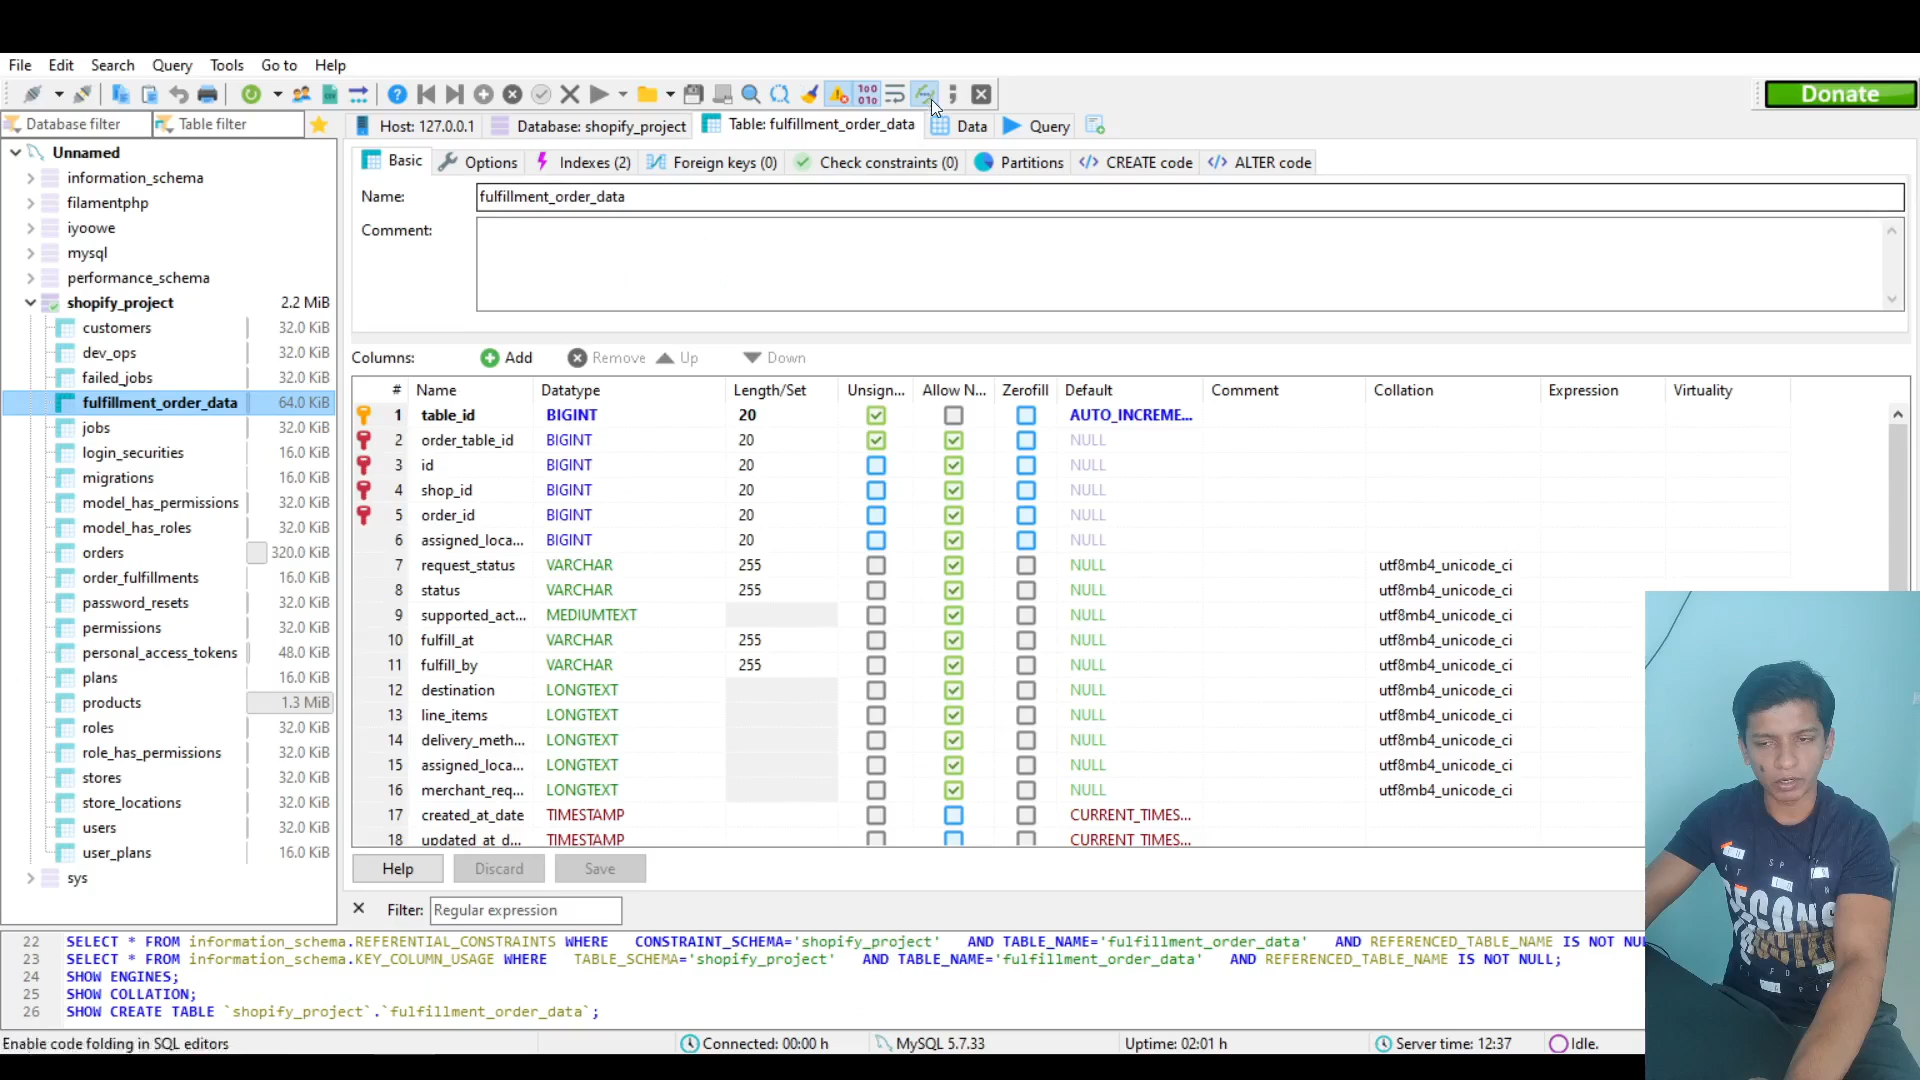 File Edit Search Query Tools Go to Help
Donate
Database filter Table filter
Host: 127.0.0.1 Database: shopify_project Table: fulfillment_order_data Data Query
Unnamed
information_schema
filamentphp
iyoowe
mysql
performance_schema
shopify_project 2.2 MiB
customers 32.0 KiB
dev_ops 32.0 KiB
failed_jobs 32.0 KiB
fulfillment_order_data 64.0 KiB
jobs 32.0 KiB
login_securities 16.0 KiB
migrations 16.0 KiB
model_has_permissions 32.0 KiB
model_has_roles 32.0 KiB
orders 320.0 KiB
order_fulfillments 16.0 KiB
password_resets 32.0 KiB
permissions 32.0 KiB
personal_access_tokens 48.0 KiB
plans 16.0 KiB
products 1.3 MiB
roles 32.0 KiB
role_has_permissions 32.0 KiB
stores 32.0 KiB
store_locations 32.0 KiB
users 32.0 KiB
user_plans 16.0 KiB
sys
Basic Options Indexes (2) Foreign keys (0) Check constraints (0) Partitions CREATE code ALTER code
Name: fulfillment_order_data
Comment:
Columns: Add Remove Up Down
# Name Datatype Length/Set Unsign... Allow N... Zerofill Default Comment Collation Expression Virtuality
1 table_id BIGINT 20 AUTO_INCREME...
2 order_table_id BIGINT 20 NULL
3 id BIGINT 20 NULL
4 shop_id BIGINT 20 NULL
5 order_id BIGINT 20 NULL
6 assigned_loca... BIGINT 20 NULL
7 request_status VARCHAR 255 NULL utf8mb4_unicode_ci
8 status VARCHAR 255 NULL utf8mb4_unicode_ci
9 supported_act... MEDIUMTEXT NULL utf8mb4_unicode_ci
10 fulfill_at VARCHAR 255 NULL utf8mb4_unicode_ci
11 fulfill_by VARCHAR 255 NULL utf8mb4_unicode_ci
12 destination LONGTEXT NULL utf8mb4_unicode_ci
13 line_items LONGTEXT NULL utf8mb4_unicode_ci
14 delivery_meth... LONGTEXT NULL utf8mb4_unicode_ci
15 assigned_loca... LONGTEXT NULL utf8mb4_unicode_ci
16 merchant_req... LONGTEXT NULL utf8mb4_unicode_ci
17 created_at_date TIMESTAMP CURRENT_TIMES...
18 updated_at_d... TIMESTAMP CURRENT_TIMES...
Help Discard Save
Filter: Regular expression
22 SELECT * FROM information_schema.REFERENTIAL_CONSTRAINTS WHERE CONSTRAINT_SCHEMA='shopify_project' AND TABLE_NAME='fulfillment_order_data' AND REFERENCED_TABLE_NAME IS NOT NUL
23 SELECT * FROM information_schema.KEY_COLUMN_USAGE WHERE TABLE_SCHEMA='shopify_project' AND TABLE_NAME='fulfillment_order_data' AND REFERENCED_TABLE_NAME IS NOT NULL;
24 SHOW ENGINES;
25 SHOW COLLATION;
26 SHOW CREATE TABLE `shopify_project`.`fulfillment_order_data`;
Enable code folding in SQL editors Connected: 00:00 h MySQL 5.7.33 Uptime: 02:01 h Server time: 12:37 Idle.